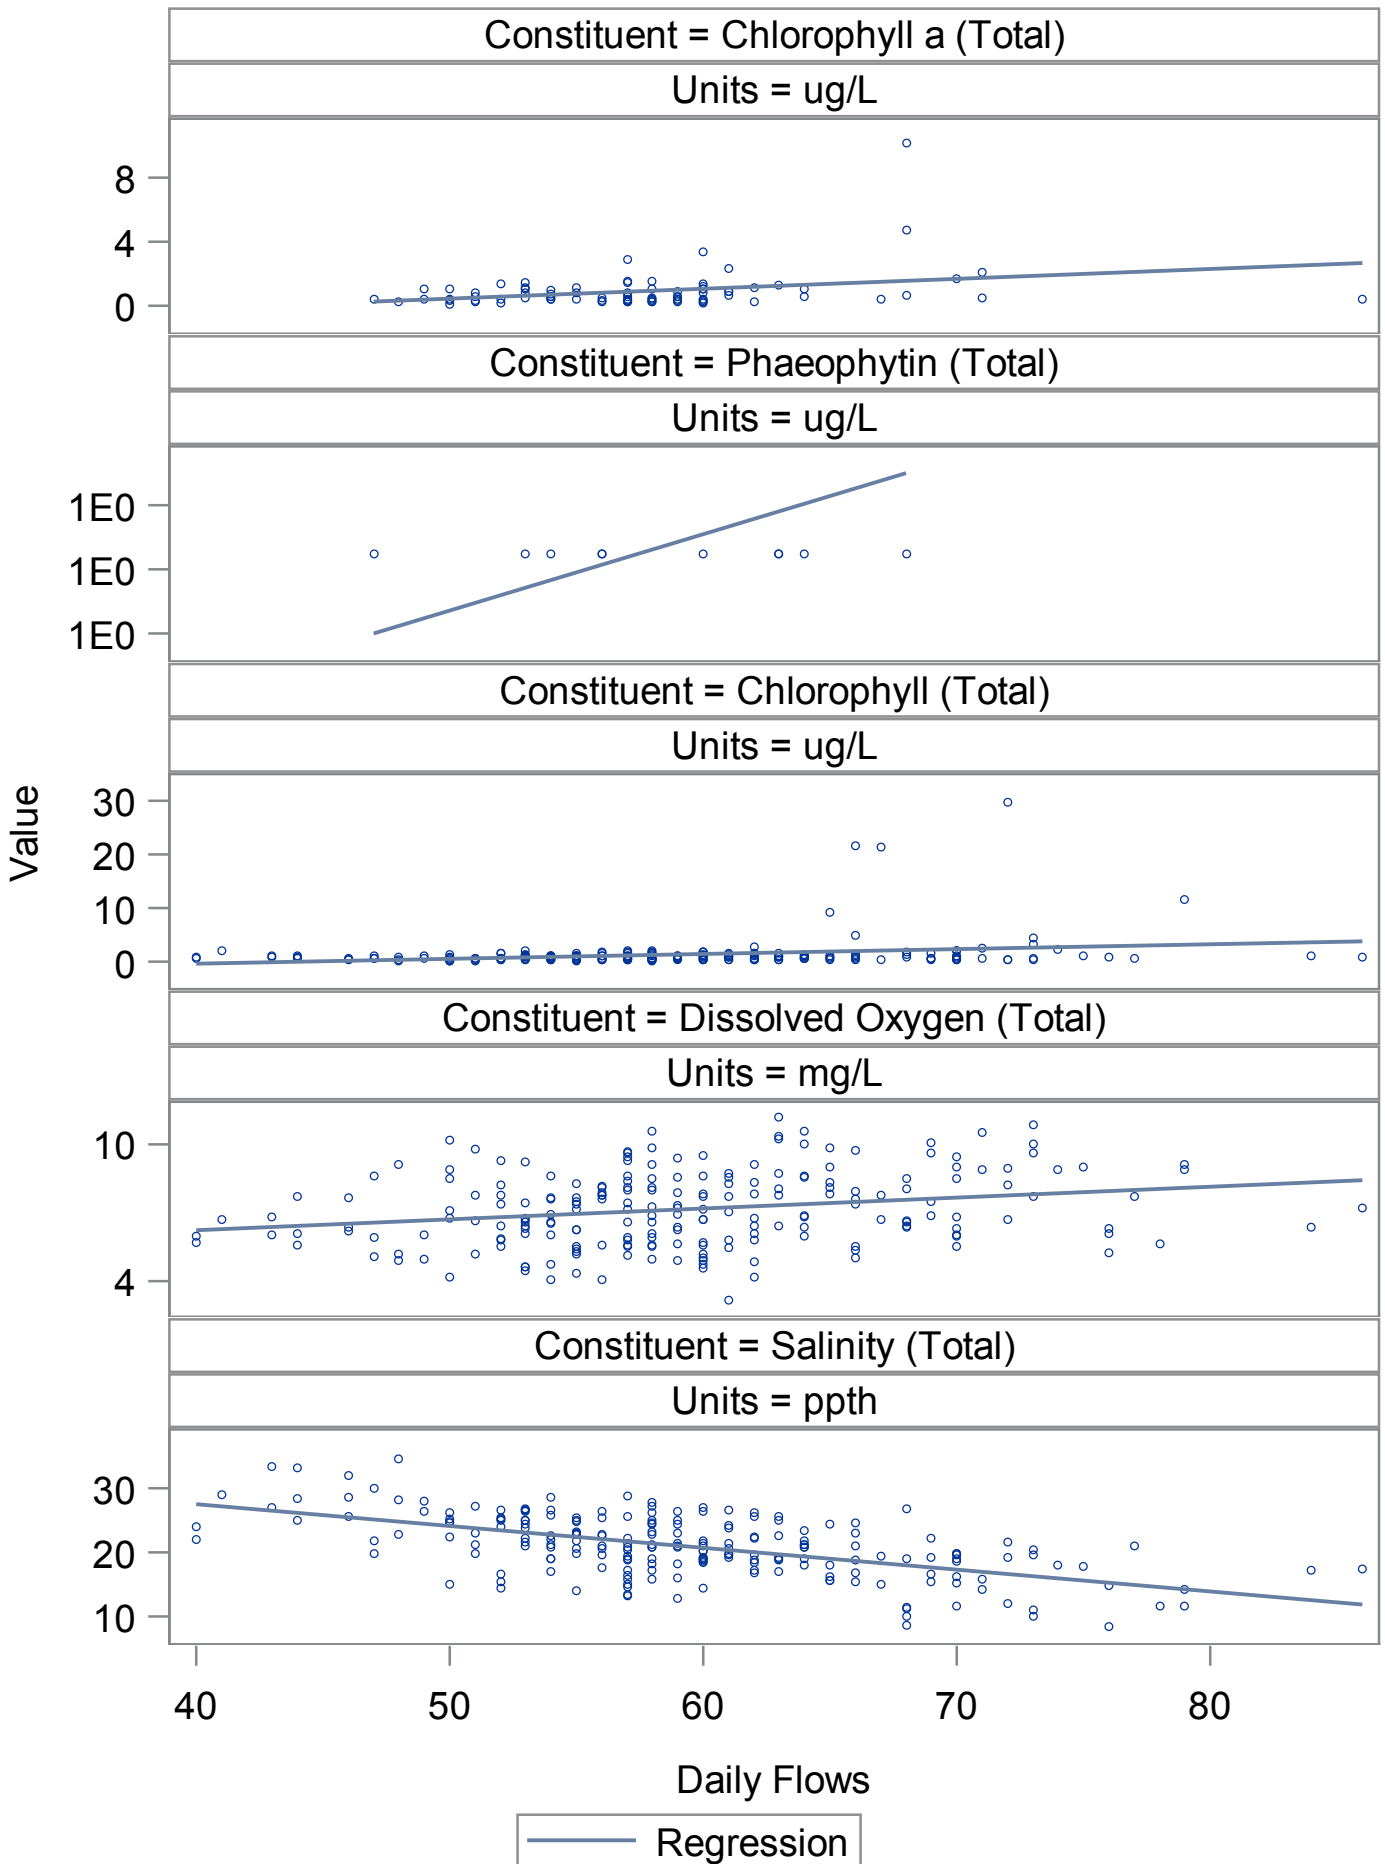 Constituent = Chlorophyll a (Total)
Units = ug/L
8
4
0
Constituent = Phaeophytin (Total)
Units = ug/L
1E0
1E0
1E0
Constituent = Chlorophyll (Total)
Units = ug/L
Value
30
20
10
0
Constituent = Dissolved Oxygen (Total)
Units = mg/L
10
4
Constituent = Salinity (Total)
Units = ppth
30
20
10
40 50 60 70 80
Daily Flows
Regression